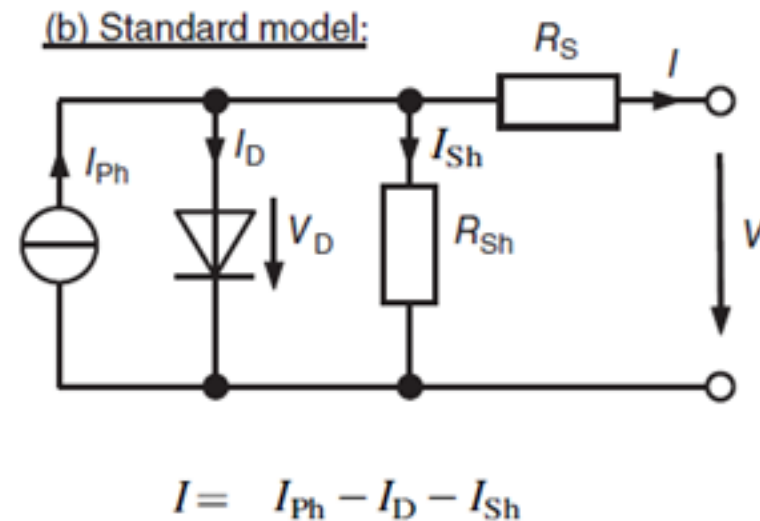 (b) Standard model:
R_S
I
I_Ph
I_D
I_Sh
V_D
R_Sh
V
I = I_Ph − I_D − I_Sh